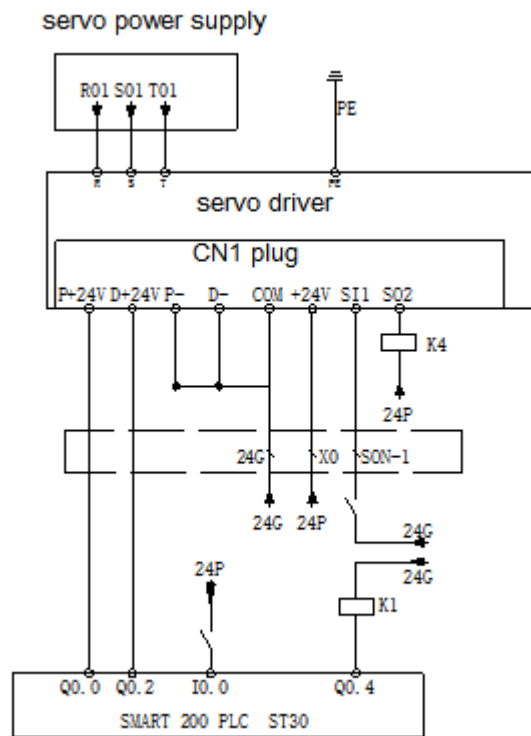 servo power supply
R01 S01 T01
PE
R S T PE
servo driver
CN1 plug
P+24V D+24V P- D- COM +24V SI1 SO2
K4
24P
24G X0 SON-1
24G 24P
24G
24P 24G
K1
Q0.0 Q0.2 I0.0 Q0.4
SMART 200 PLC ST30